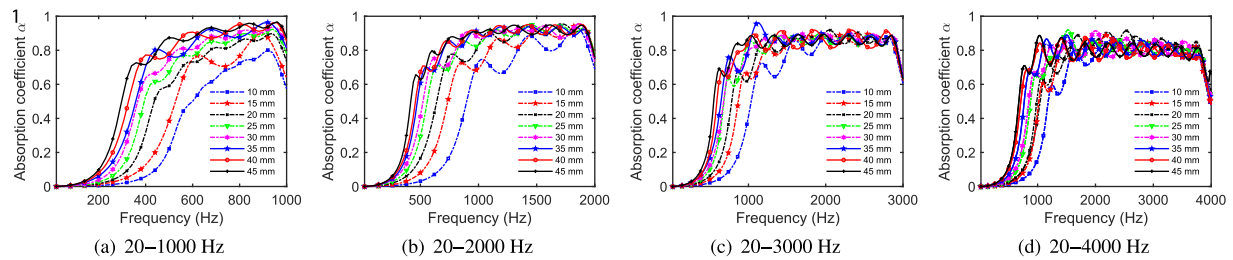 1
Absorption coefficient α
1
0.8
0.6
0.4
0.2
0
200 400 600 800 1000
Frequency (Hz)
10 mm
15 mm
20 mm
25 mm
30 mm
35 mm
40 mm
45 mm
(a) 20–1000 Hz
Absorption coefficient α
1
0.8
0.6
0.4
0.2
0
500 1000 1500 2000
Frequency (Hz)
10 mm
15 mm
20 mm
25 mm
30 mm
35 mm
40 mm
45 mm
(b) 20–2000 Hz
Absorption coefficient α
1
0.8
0.6
0.4
0.2
0
1000 2000 3000
Frequency (Hz)
10 mm
15 mm
20 mm
25 mm
30 mm
35 mm
40 mm
45 mm
(c) 20–3000 Hz
Absorption coefficient α
1
0.8
0.6
0.4
0.2
0
1000 2000 3000 4000
Frequency (Hz)
10 mm
15 mm
20 mm
25 mm
30 mm
35 mm
40 mm
45 mm
(d) 20–4000 Hz